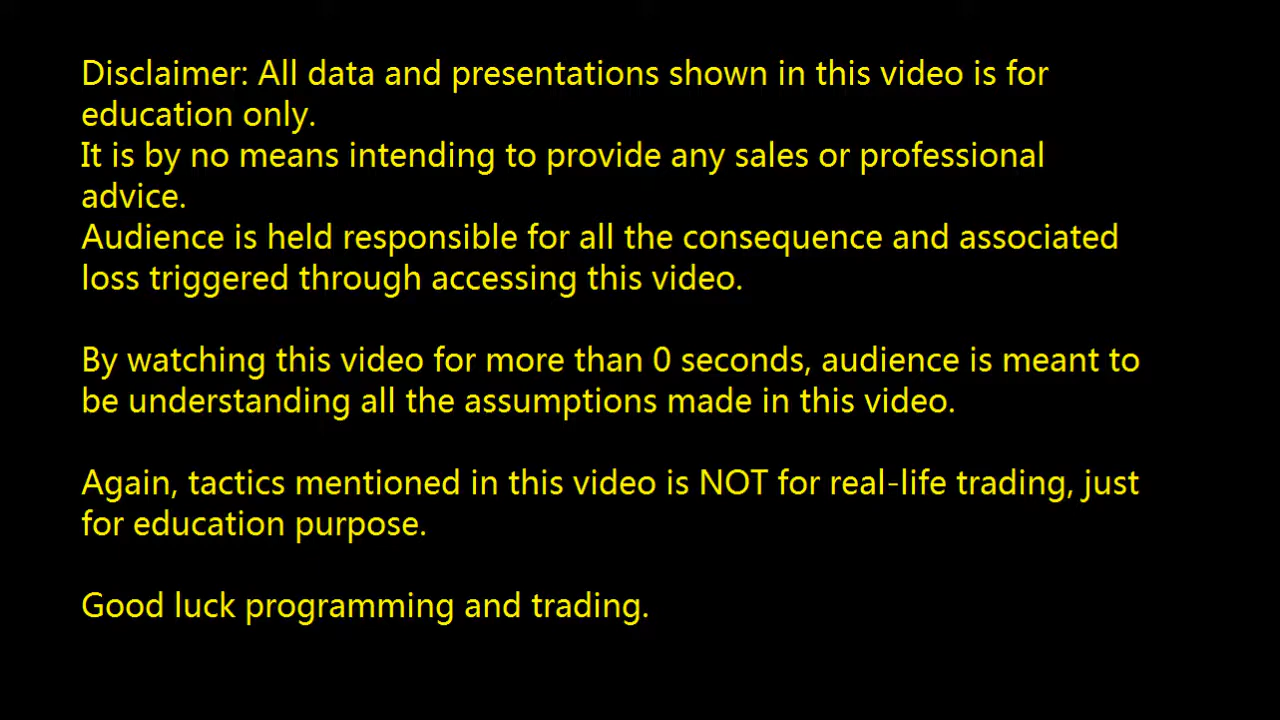 Disclaimer: All data and presentations shown in this video is for
education only.
It is by no means intending to provide any sales or professional
advice.
Audience is held responsible for all the consequence and associated
loss triggered through accessing this video.
By watching this video for more than 0 seconds, audience is meant to
be understanding all the assumptions made in this video.
Again, tactics mentioned in this video is NOT for real-life trading, just
for education purpose.
Good luck programming and trading.